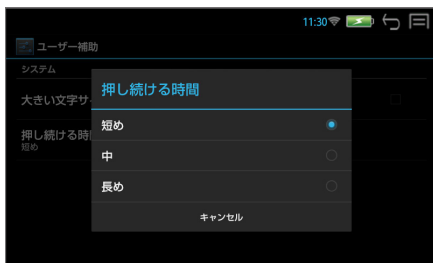 11:30
ユーザー補助
システム
大きい文字サ
押し続ける時
短め
押し続ける時間
短め
中
長め
キャンセル